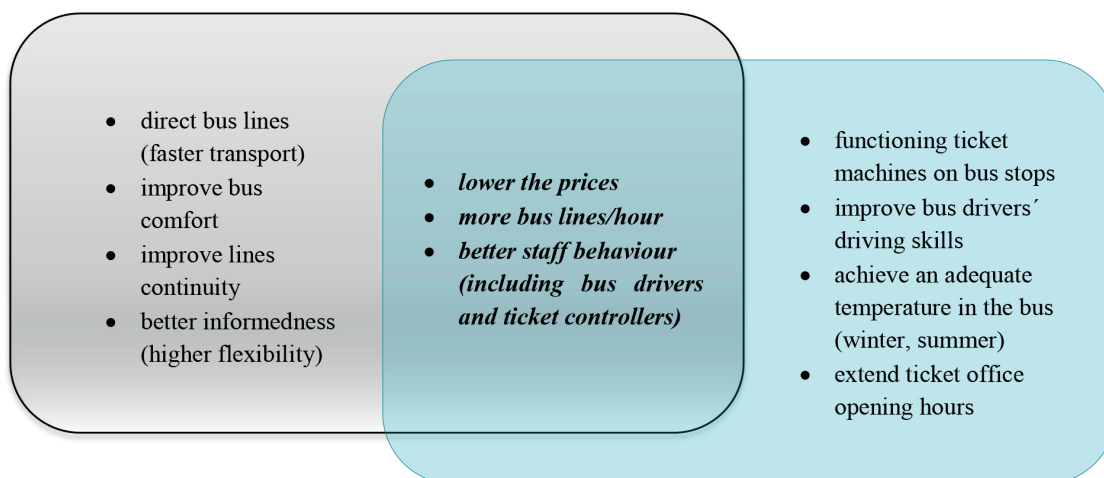 • direct bus lines
(faster transport)
• improve bus
comfort
• improve lines
continuity
• better informedness
(higher flexibility)
• lower the prices
• more bus lines/hour
• better staff behaviour
(including bus drivers
and ticket controllers)
• functioning ticket
machines on bus stops
• improve bus drivers´
driving skills
• achieve an adequate
temperature in the bus
(winter, summer)
• extend ticket office
opening hours